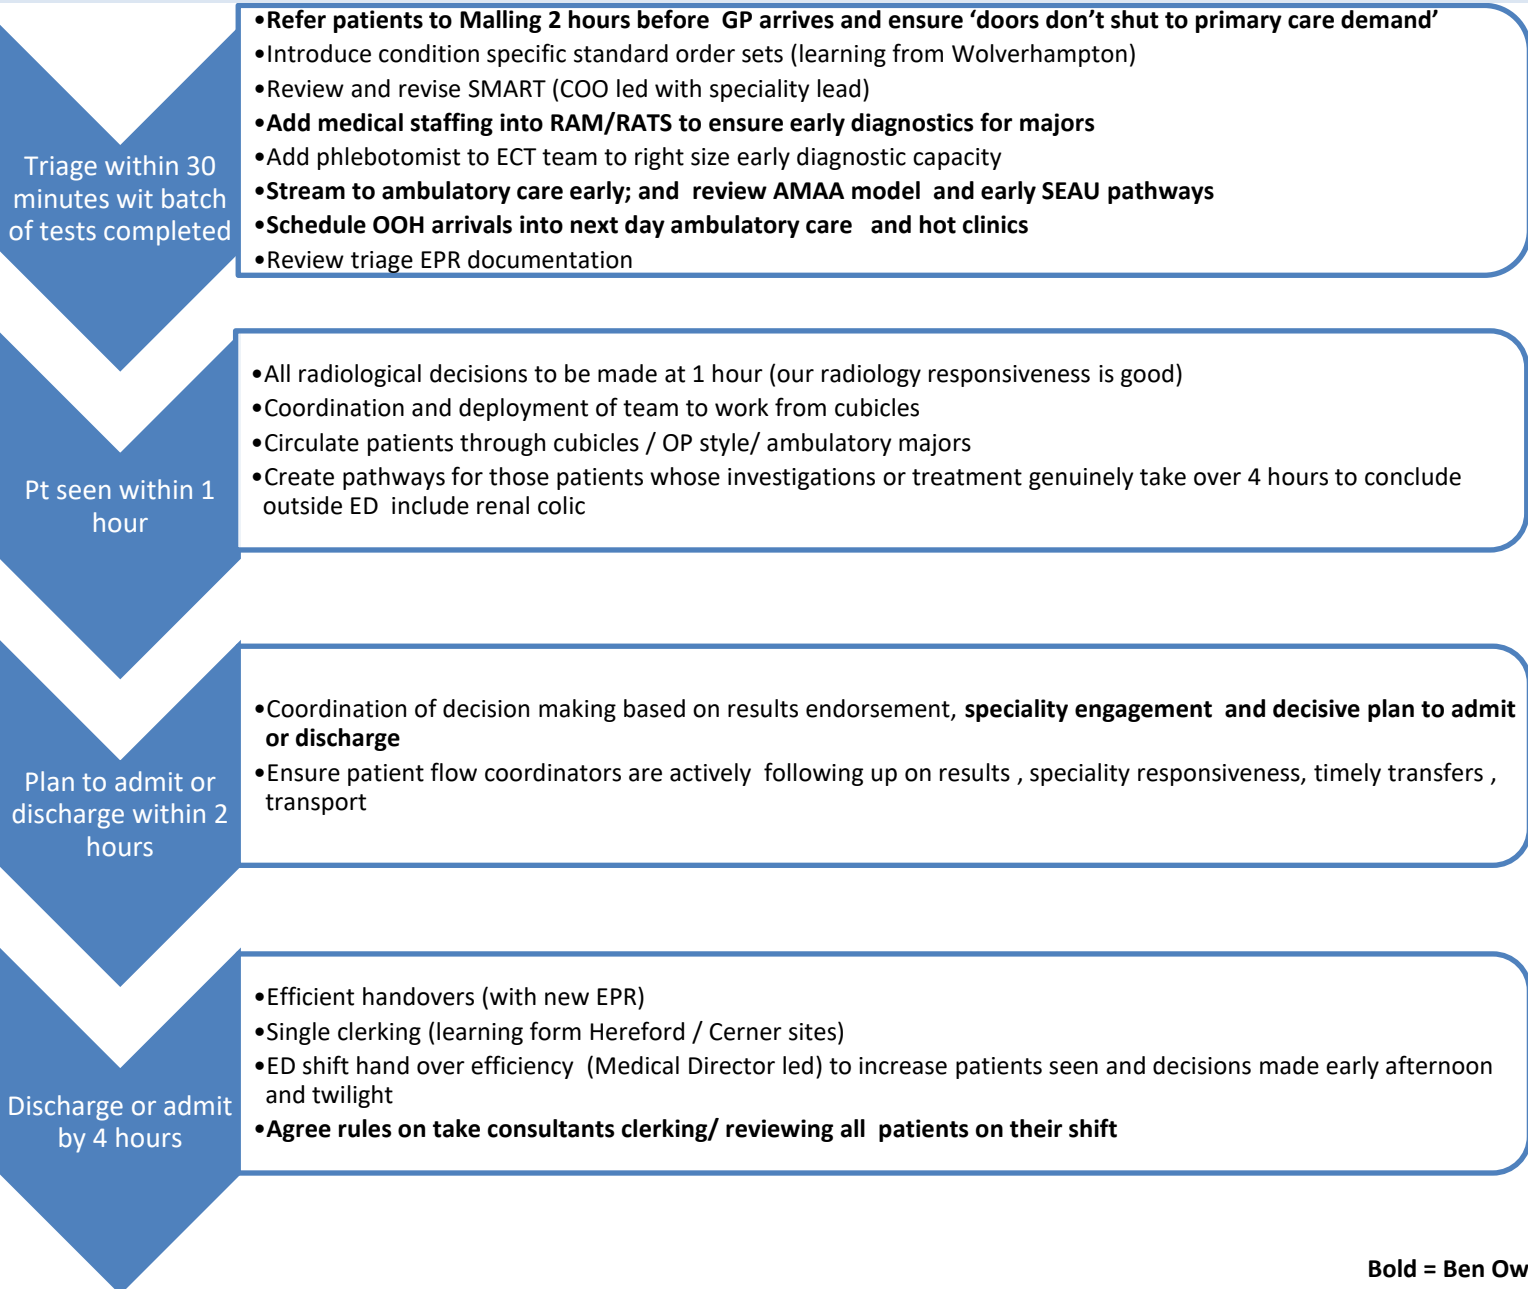 •Refer patients to Malling 2 hours before  GP arrives and ensure ‘doors don’t shut to primary care demand’
•Introduce condition specific standard order sets (learning from Wolverhampton)
•Review and revise SMART (COO led with speciality lead)
•Add medical staffing into RAM/RATS to ensure early diagnostics for majors
•Add phlebotomist to ECT team to right size early diagnostic capacity
•Stream to ambulatory care early; and  review AMAA model  and early SEAU pathways
•Schedule OOH arrivals into next day ambulatory care   and hot clinics
•Review triage EPR documentation
Triage within 30
minutes wit batch
of tests completed
•All radiological decisions to be made at 1 hour (our radiology responsiveness is good)
•Coordination and deployment of team to work from cubicles
•Circulate patients through cubicles / OP style/ ambulatory majors
•Create pathways for those patients whose investigations or treatment genuinely take over 4 hours to conclude
outside ED  include renal colic
Pt seen within 1
hour
•Coordination of decision making based on results endorsement, speciality engagement  and decisive plan to admit
or discharge
•Ensure patient flow coordinators are actively  following up on results , speciality responsiveness, timely transfers ,
transport
Plan to admit or
discharge within 2
hours
•Efficient handovers (with new EPR)
•Single clerking (learning form Hereford / Cerner sites)
•ED shift hand over efficiency  (Medical Director led) to increase patients seen and decisions made early afternoon
and twilight
•Agree rules on take consultants clerking/ reviewing all  patients on their shift
Discharge or admit
by 4 hours
Bold = Ben Ow